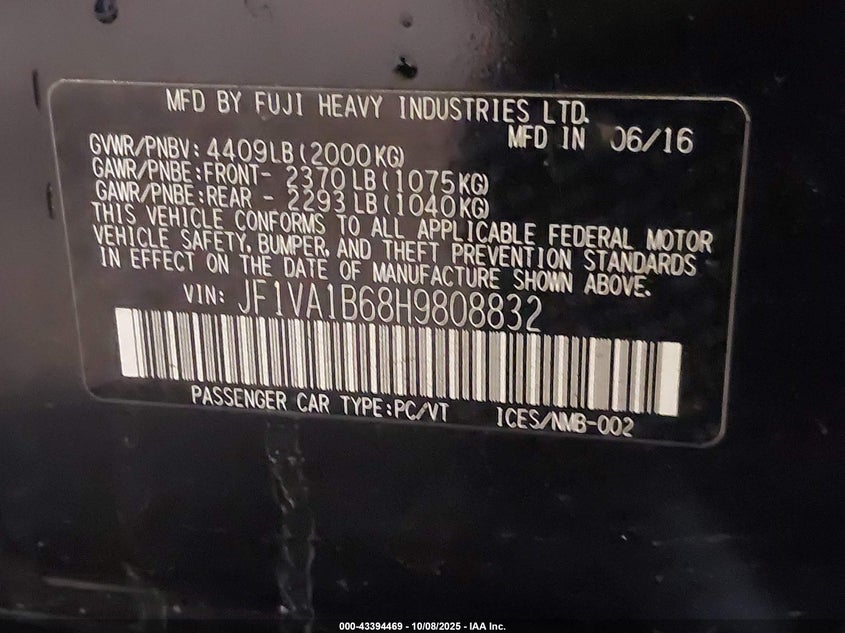 MFD BY FUJI HEAVY INDUSTRIES LTD.
MFD IN 06/16
GVWR/PNBV: 4409LB(2000KG)
GAWR/PNBE:FRONT- 2370LB(1075KG)
GAWR/PNBE:REAR - 2293LB(1040KG)
THIS VEHICLE CONFORMS TO ALL APPLICABLE FEDERAL MOTOR
VEHICLE SAFETY, BUMPER, AND THEFT PREVENTION STANDARDS
IN EFFECT ON THE DATE OF MANUFACTURE SHOWN ABOVE.
VIN: JF1VA1B68H9808832
PASSENGER CAR TYPE:PC/VT ICES/NMB-002
000-43394469 - 10/08/2025 - IAA Inc.